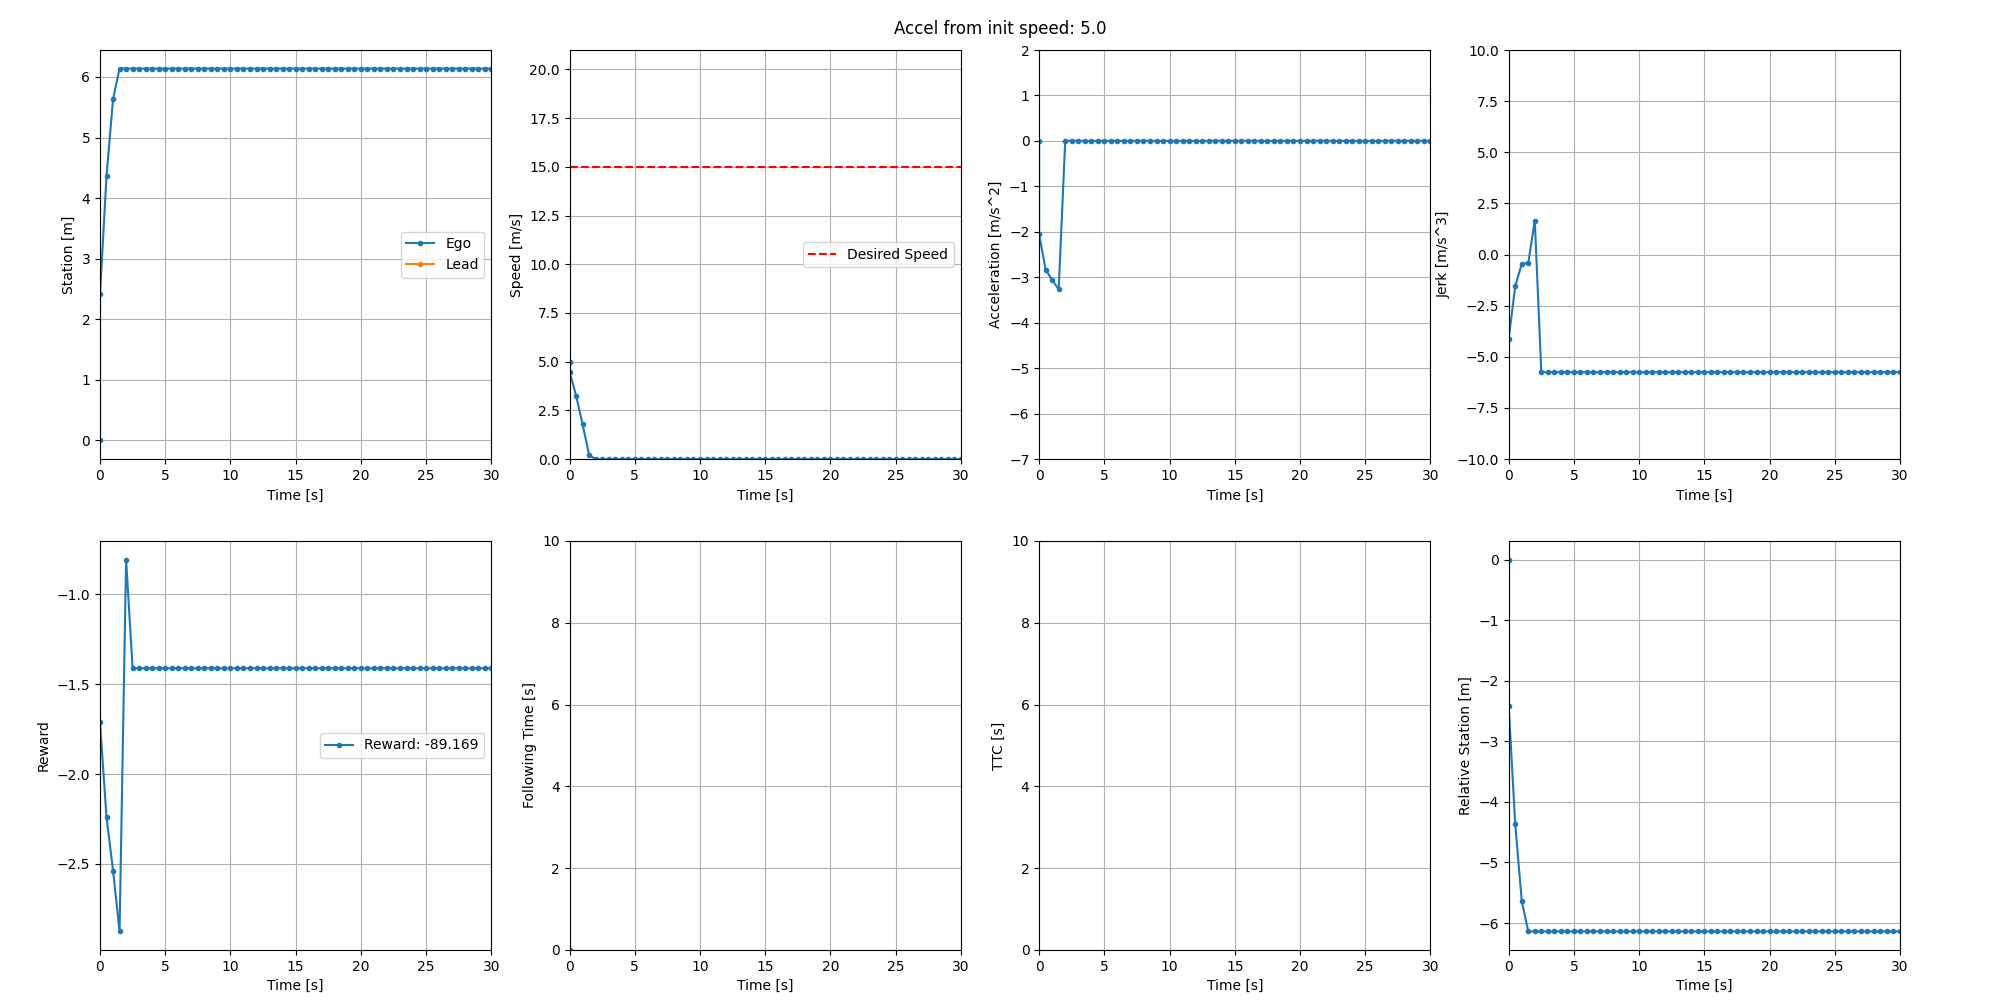 Accel from init speed: 5.0
Station [m]
6
5
4
3
2
1
0
0 5 10 15 20 25 30
Time [s]
Ego
Lead
Speed [m/s]
20.0
17.5
15.0
12.5
10.0
7.5
5.0
2.5
0.0
0 5 10 15 20 25 30
Time [s]
Desired Speed
Acceleration [m/s^2]
2
1
0
−1
−2
−3
−4
−5
−6
−7
0 5 10 15 20 25 30
Time [s]
Jerk [m/s^3]
10.0
7.5
5.0
2.5
0.0
−2.5
−5.0
−7.5
−10.0
0 5 10 15 20 25 30
Time [s]
Reward
−1.0
−1.5
−2.0
−2.5
0 5 10 15 20 25 30
Time [s]
Reward: -89.169
Following Time [s]
10
8
6
4
2
0
0 5 10 15 20 25 30
Time [s]
TTC [s]
10
8
6
4
2
0
0 5 10 15 20 25 30
Time [s]
Relative Station [m]
0
−1
−2
−3
−4
−5
−6
0 5 10 15 20 25 30
Time [s]